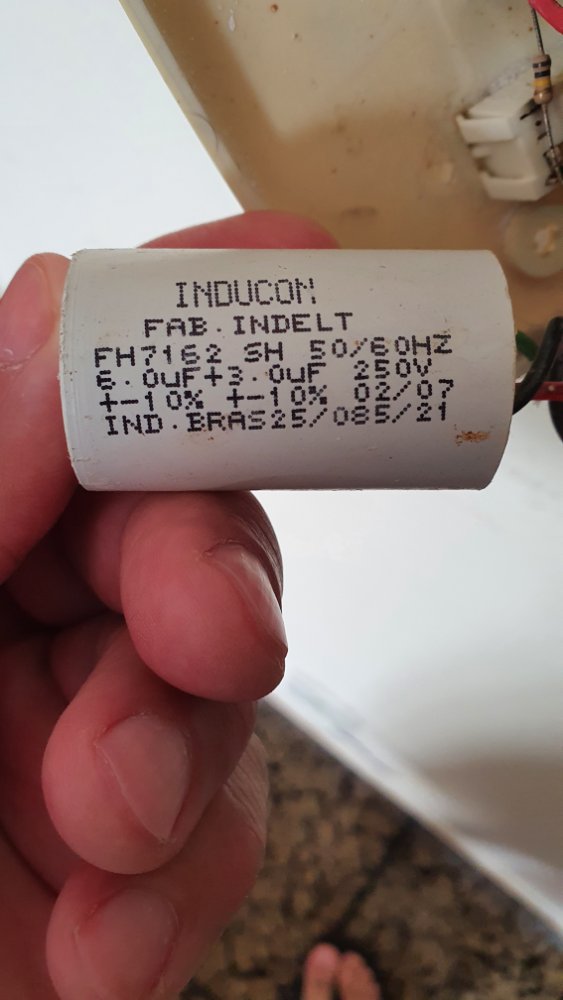 INDUCON
FAB.INDELT
FH7162 SH 50/60HZ
6.0uF+3.0uF 250V
+-10% +-10% 02/07
IND.BRAS25/085/21